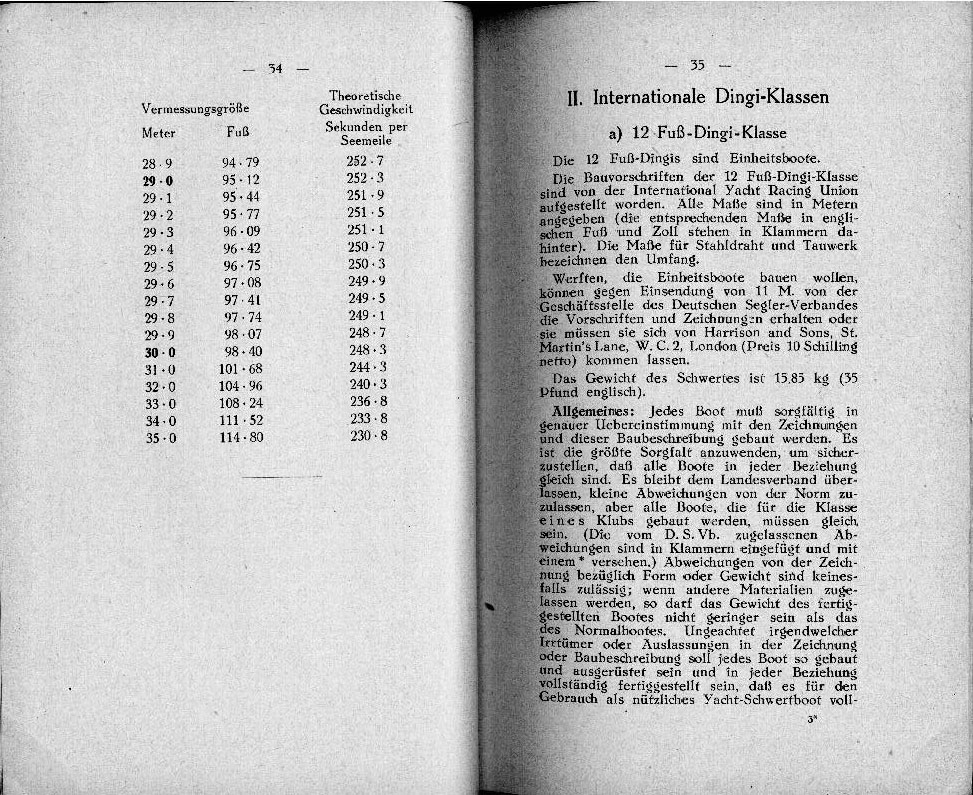 — 34 —
Vermessungsgröße Theoretische Geschwindigkeit
Meter Fuß Sekunden per Seemeile
28·9 94·79 252·7
29·0 95·12 252·3
29·1 95·44 251·9
29·2 95·77 251·5
29·3 96·09 251·1
29·4 96·42 250·7
29·5 96·75 250·3
29·6 97·08 249·9
29·7 97·41 249·5
29·8 97·74 249·1
29·9 98·07 248·7
30·0 98·40 248·3
31·0 101·68 244·3
32·0 104·96 240·3
33·0 108·24 236·8
34·0 111·52 233·8
35·0 114·80 230·8
— 35 —
II. Internationale Dingi-Klassen
a) 12 Fuß-Dingi-Klasse
Die 12 Fuß-Dingis sind Einheitsboote.
Die Bauvorschriften der 12 Fuß-Dingi-Klasse
sind von der International Yacht Racing Union
aufgestellt worden. Alle Maße sind in Metern
angegeben (die entsprechenden Maße in engli-
schen Fuß und Zoll stehen in Klammern da-
hinter). Die Maße für Stahldraht und Tauwerk
bezeichnen den Umfang.
Werften, die Einheitsboote bauen wollen,
können gegen Einsendung von 11 M. von der
Geschäftsstelle des Deutschen Segler-Verbandes
die Vorschriften und Zeichnungen erhalten oder
sie müssen sie sich von Harrison and Sons, St.
Martin's Lane, W. C. 2, London (Preis 10 Schilling
netto) kommen lassen.
Das Gewicht des Schwertes ist 15,85 kg (35
Pfund englisch).
Allgemeines: Jedes Boot muß sorgfältig in
genauer Uebereinstimmung mit den Zeichnungen
und dieser Baubeschreibung gebaut werden. Es
ist die größte Sorgfalt anzuwenden, um sicher-
zustellen, daß alle Boote in jeder Beziehung
gleich sind. Es bleibt dem Landesverband über-
lassen, kleine Abweichungen von der Norm zu-
zulassen, aber alle Boote, die für die Klasse
eines Klubs gebaut werden, müssen gleich
sein. (Die vom D. S. Vb. zugelassenen Ab-
weichungen sind in Klammern eingefügt und mit
einem * versehen.) Abweichungen von der Zeich-
nung bezüglich Form oder Gewicht sind keines-
falls zulässig; wenn andere Materialien zuge-
lassen werden, so darf das Gewicht des fertig-
gestellten Bootes nicht geringer sein als das
des Normalbootes. Ungeachtet irgendwelcher
Irrtümer oder Auslassungen in der Zeichnung
oder Baubeschreibung soll jedes Boot so gebaut
und ausgerüstet sein und in jeder Beziehung
vollständig fertiggestellt sein, daß es für den
Gebrauch als nützliches Yacht-Schwertboot voll-
3*